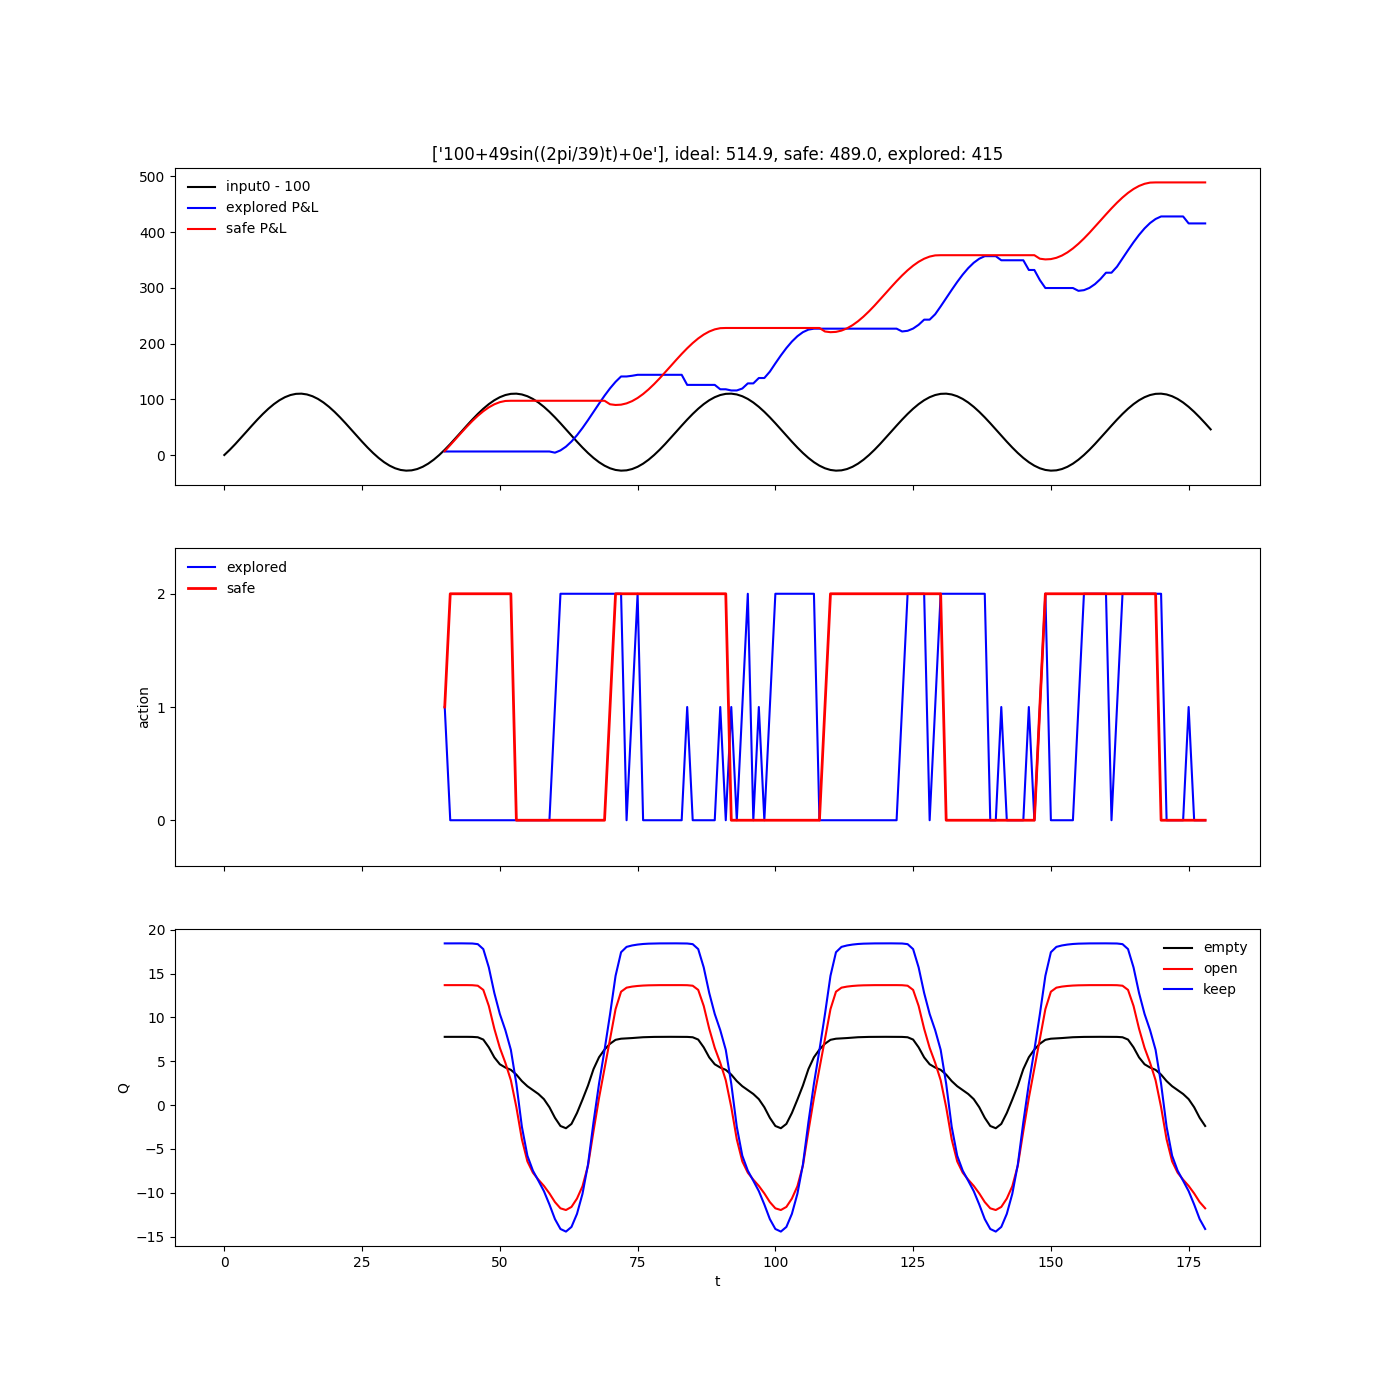 ['100+49sin((2pi/39)t)+0e'], ideal: 514.9, safe: 489.0, explored: 415
500
400
300
200
100
0
input0 - 100
explored P&L
safe P&L
2
1
0
action
explored
safe
20
15
10
5
0
−5
−10
−15
Q
empty
open
keep
0 25 50 75 100 125 150 175
t